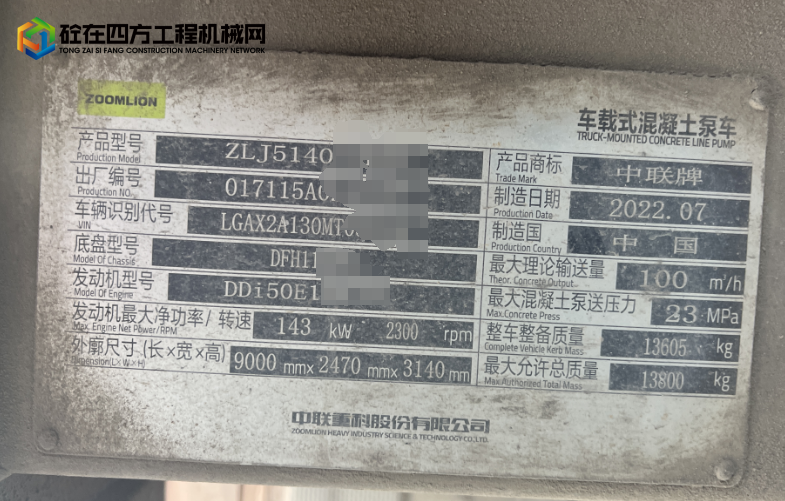 砼在四方工程机械网
TONG ZAI SI FANG CONSTRUCTION MACHINERY NETWORK
ZOOMLION
车载式混凝土泵车
TRUCK-MOUNTED CONCRETE LINE PUMP
产品型号 ZLJ5140
Production Model
出厂编号 017115A0
Production NO.
车辆识别代号 LGAX2A130MT
VIN
底盘型号 DFH11
Model Of Chassis
发动机型号 DDi50E1
Model Of Engine
发动机最大净功率/转速 143 kW 2300 rpm
Max. Engine Net Power/RPM
外廓尺寸(长×宽×高) 9000 mm× 2470 mm× 3140 mm
Dimension(L×W×H)
产品商标 中联牌
Trade Mark
制造日期 2022.07
Production Date
制造国 中国
Production Country
最大理论输送量 100 m³/h
Theor. Concrete Output
最大混凝土泵送压力 23 MPa
Max.Concrete Press
整车整备质量 13605 kg
Complete Vehicle Kerb Mass
最大允许总质量 13800 kg
Max.Authorized Total Mass
中联重科股份有限公司
ZOOMLION HEAVY INDUSTRY SCIENCE & TECHNOLOGY CO.,LTD.